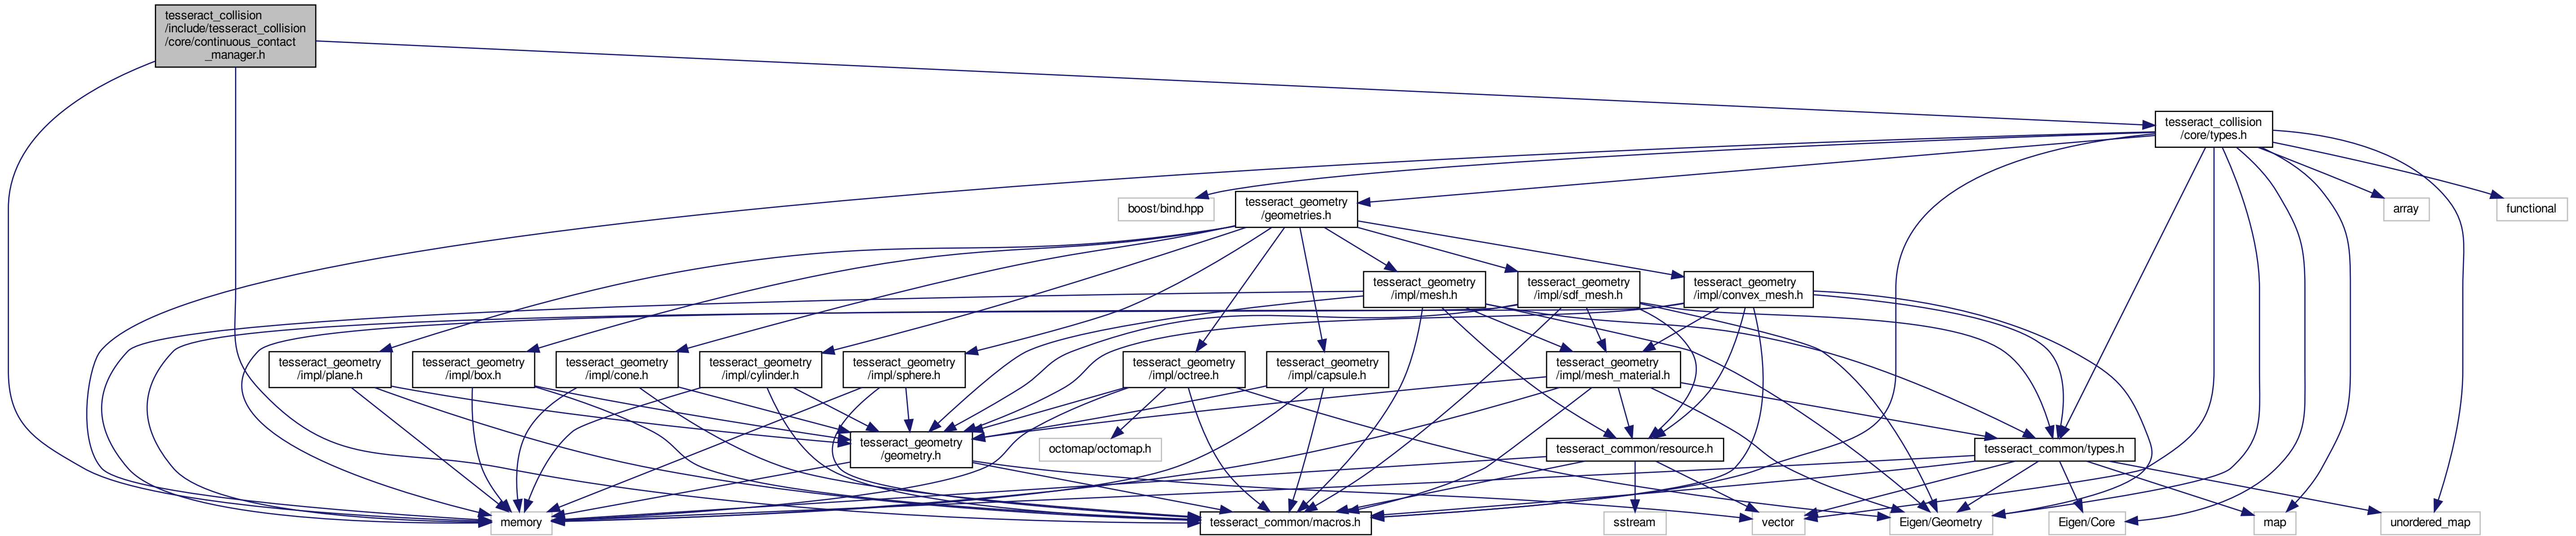 tesseract_collision
/include/tesseract_collision
/core/continuous_contact
_manager.h
tesseract_collision
/core/types.h
boost/bind.hpp
tesseract_geometry
/geometries.h
array
functional
tesseract_geometry
/impl/mesh.h
tesseract_geometry
/impl/sdf_mesh.h
tesseract_geometry
/impl/convex_mesh.h
tesseract_geometry
/impl/plane.h
tesseract_geometry
/impl/box.h
tesseract_geometry
/impl/cone.h
tesseract_geometry
/impl/cylinder.h
tesseract_geometry
/impl/sphere.h
tesseract_geometry
/impl/octree.h
tesseract_geometry
/impl/capsule.h
tesseract_geometry
/impl/mesh_material.h
tesseract_geometry
/geometry.h
octomap/octomap.h
tesseract_common/resource.h
tesseract_common/types.h
memory
tesseract_common/macros.h
sstream
vector
Eigen/Geometry
Eigen/Core
map
unordered_map